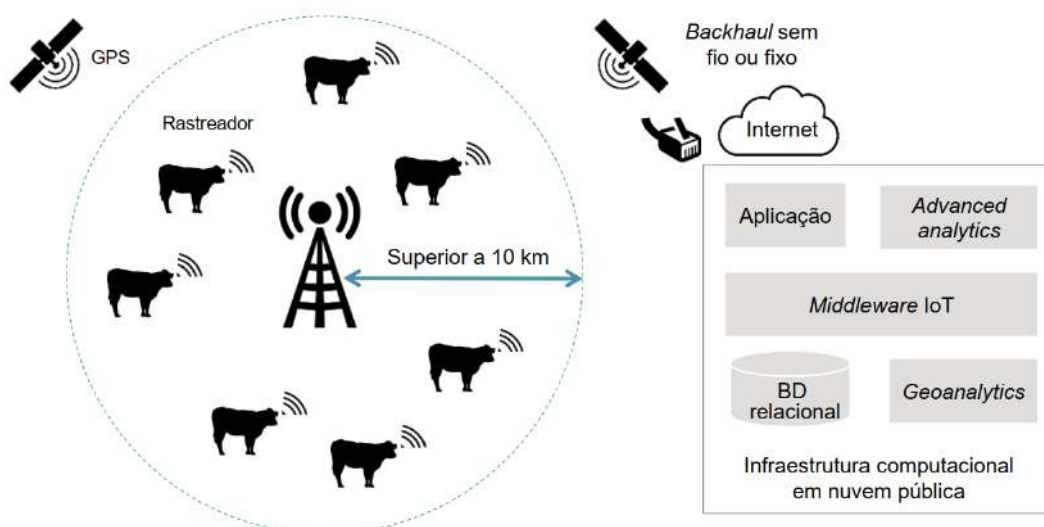 GPS
Rastreador
Superior a 10 km
Backhaul sem
fio ou fixo
Internet
Aplicação
Advanced
analytics
Middleware IoT
BD
relacional
Geoanalytics
Infraestrutura computacional
em nuvem pública